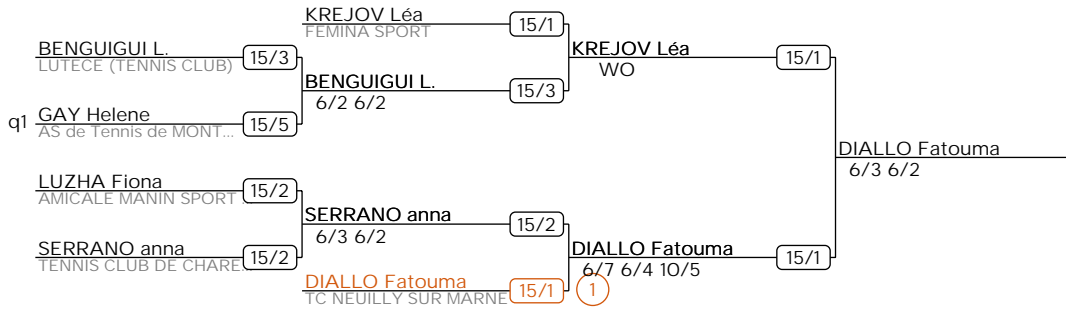 KREJOV Léa 15/1
FEMINA SPORT
BENGUIGUI L. 15/3
LUTECE (TENNIS CLUB)
KREJOV Léa 15/1
WO
BENGUIGUI L. 15/3
6/2 6/2
q1 GAY Helene 15/5
AS de Tennis de MONT...
DIALLO Fatouma
6/3 6/2
LUZHA Fiona 15/2
AMICALE MANIN SPORT
SERRANO anna 15/2
6/3 6/2
SERRANO anna 15/2
TENNIS CLUB DE CHARE...
DIALLO Fatouma 15/1
6/7 6/4 10/5
DIALLO Fatouma 15/1 1
TC NEUILLY SUR MARNE